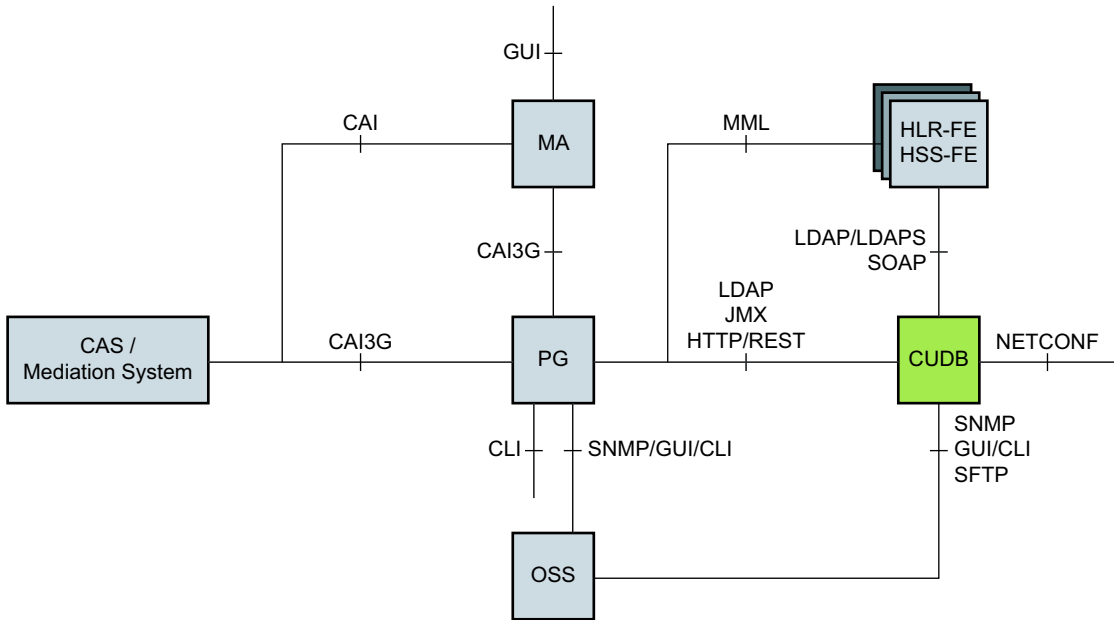 GUI
CAI
MA
MML
HLR-FE
HSS-FE
CAI3G
LDAP/LDAPS
SOAP
CAS /
Mediation System
CAI3G
PG
LDAP
JMX
HTTP/REST
CUDB
NETCONF
CLI
SNMP/GUI/CLI
SNMP
GUI/CLI
SFTP
OSS